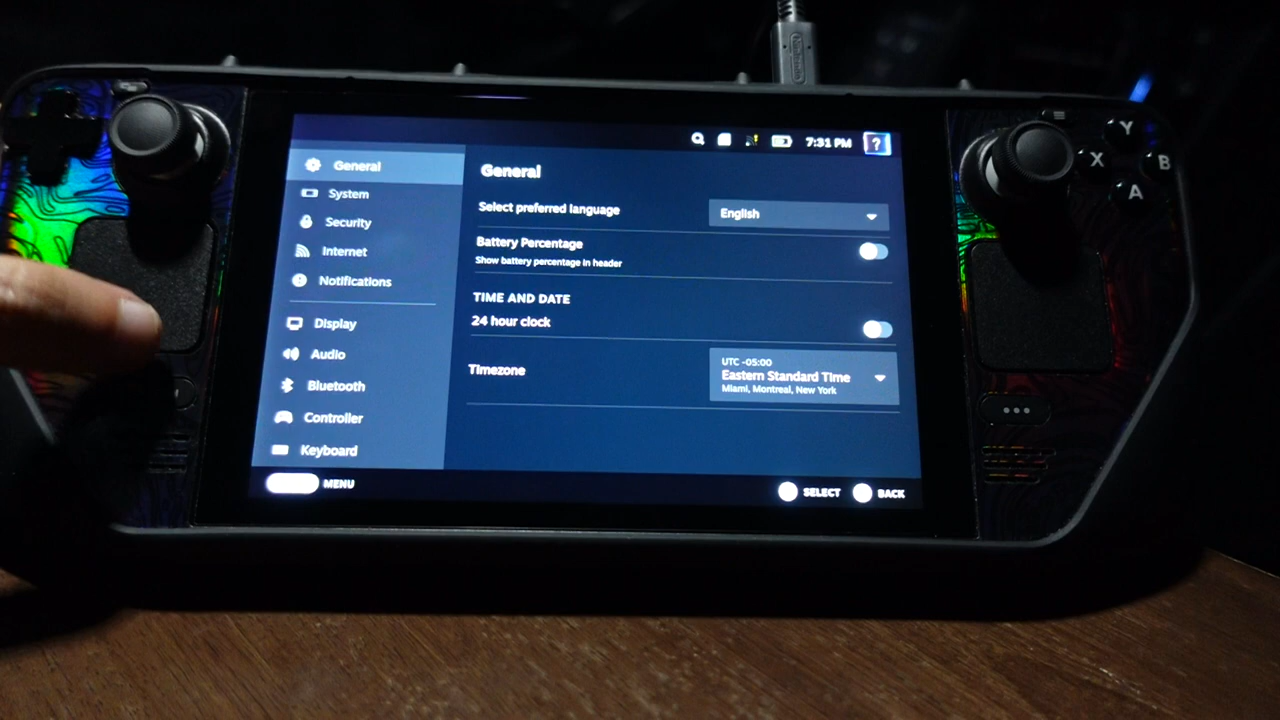 7:31 PM
?
General
System
Security
Internet
Notifications
Display
Audio
Bluetooth
Controller
Keyboard
General
Select preferred language
English
Battery Percentage
Show battery percentage in header
TIME AND DATE
24 hour clock
Timezone
UTC -05:00
Eastern Standard Time
Miami, Montreal, New York
MENU
SELECT
BACK
Y
X
B
A